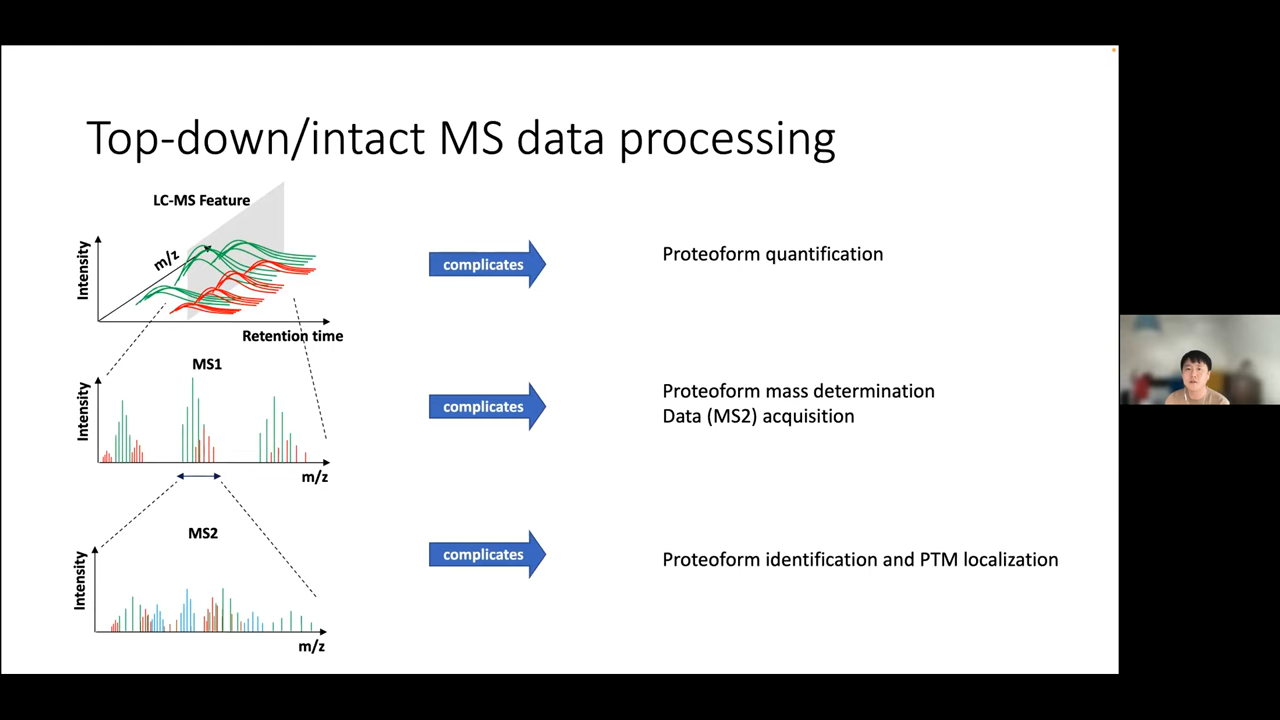 Top-down/intact MS data processing
LC-MS Feature
Intensity
m/z
Retention time
complicates
Proteoform quantification
MS1
Intensity
m/z
complicates
Proteoform mass determination
Data (MS2) acquisition
MS2
Intensity
m/z
complicates
Proteoform identification and PTM localization